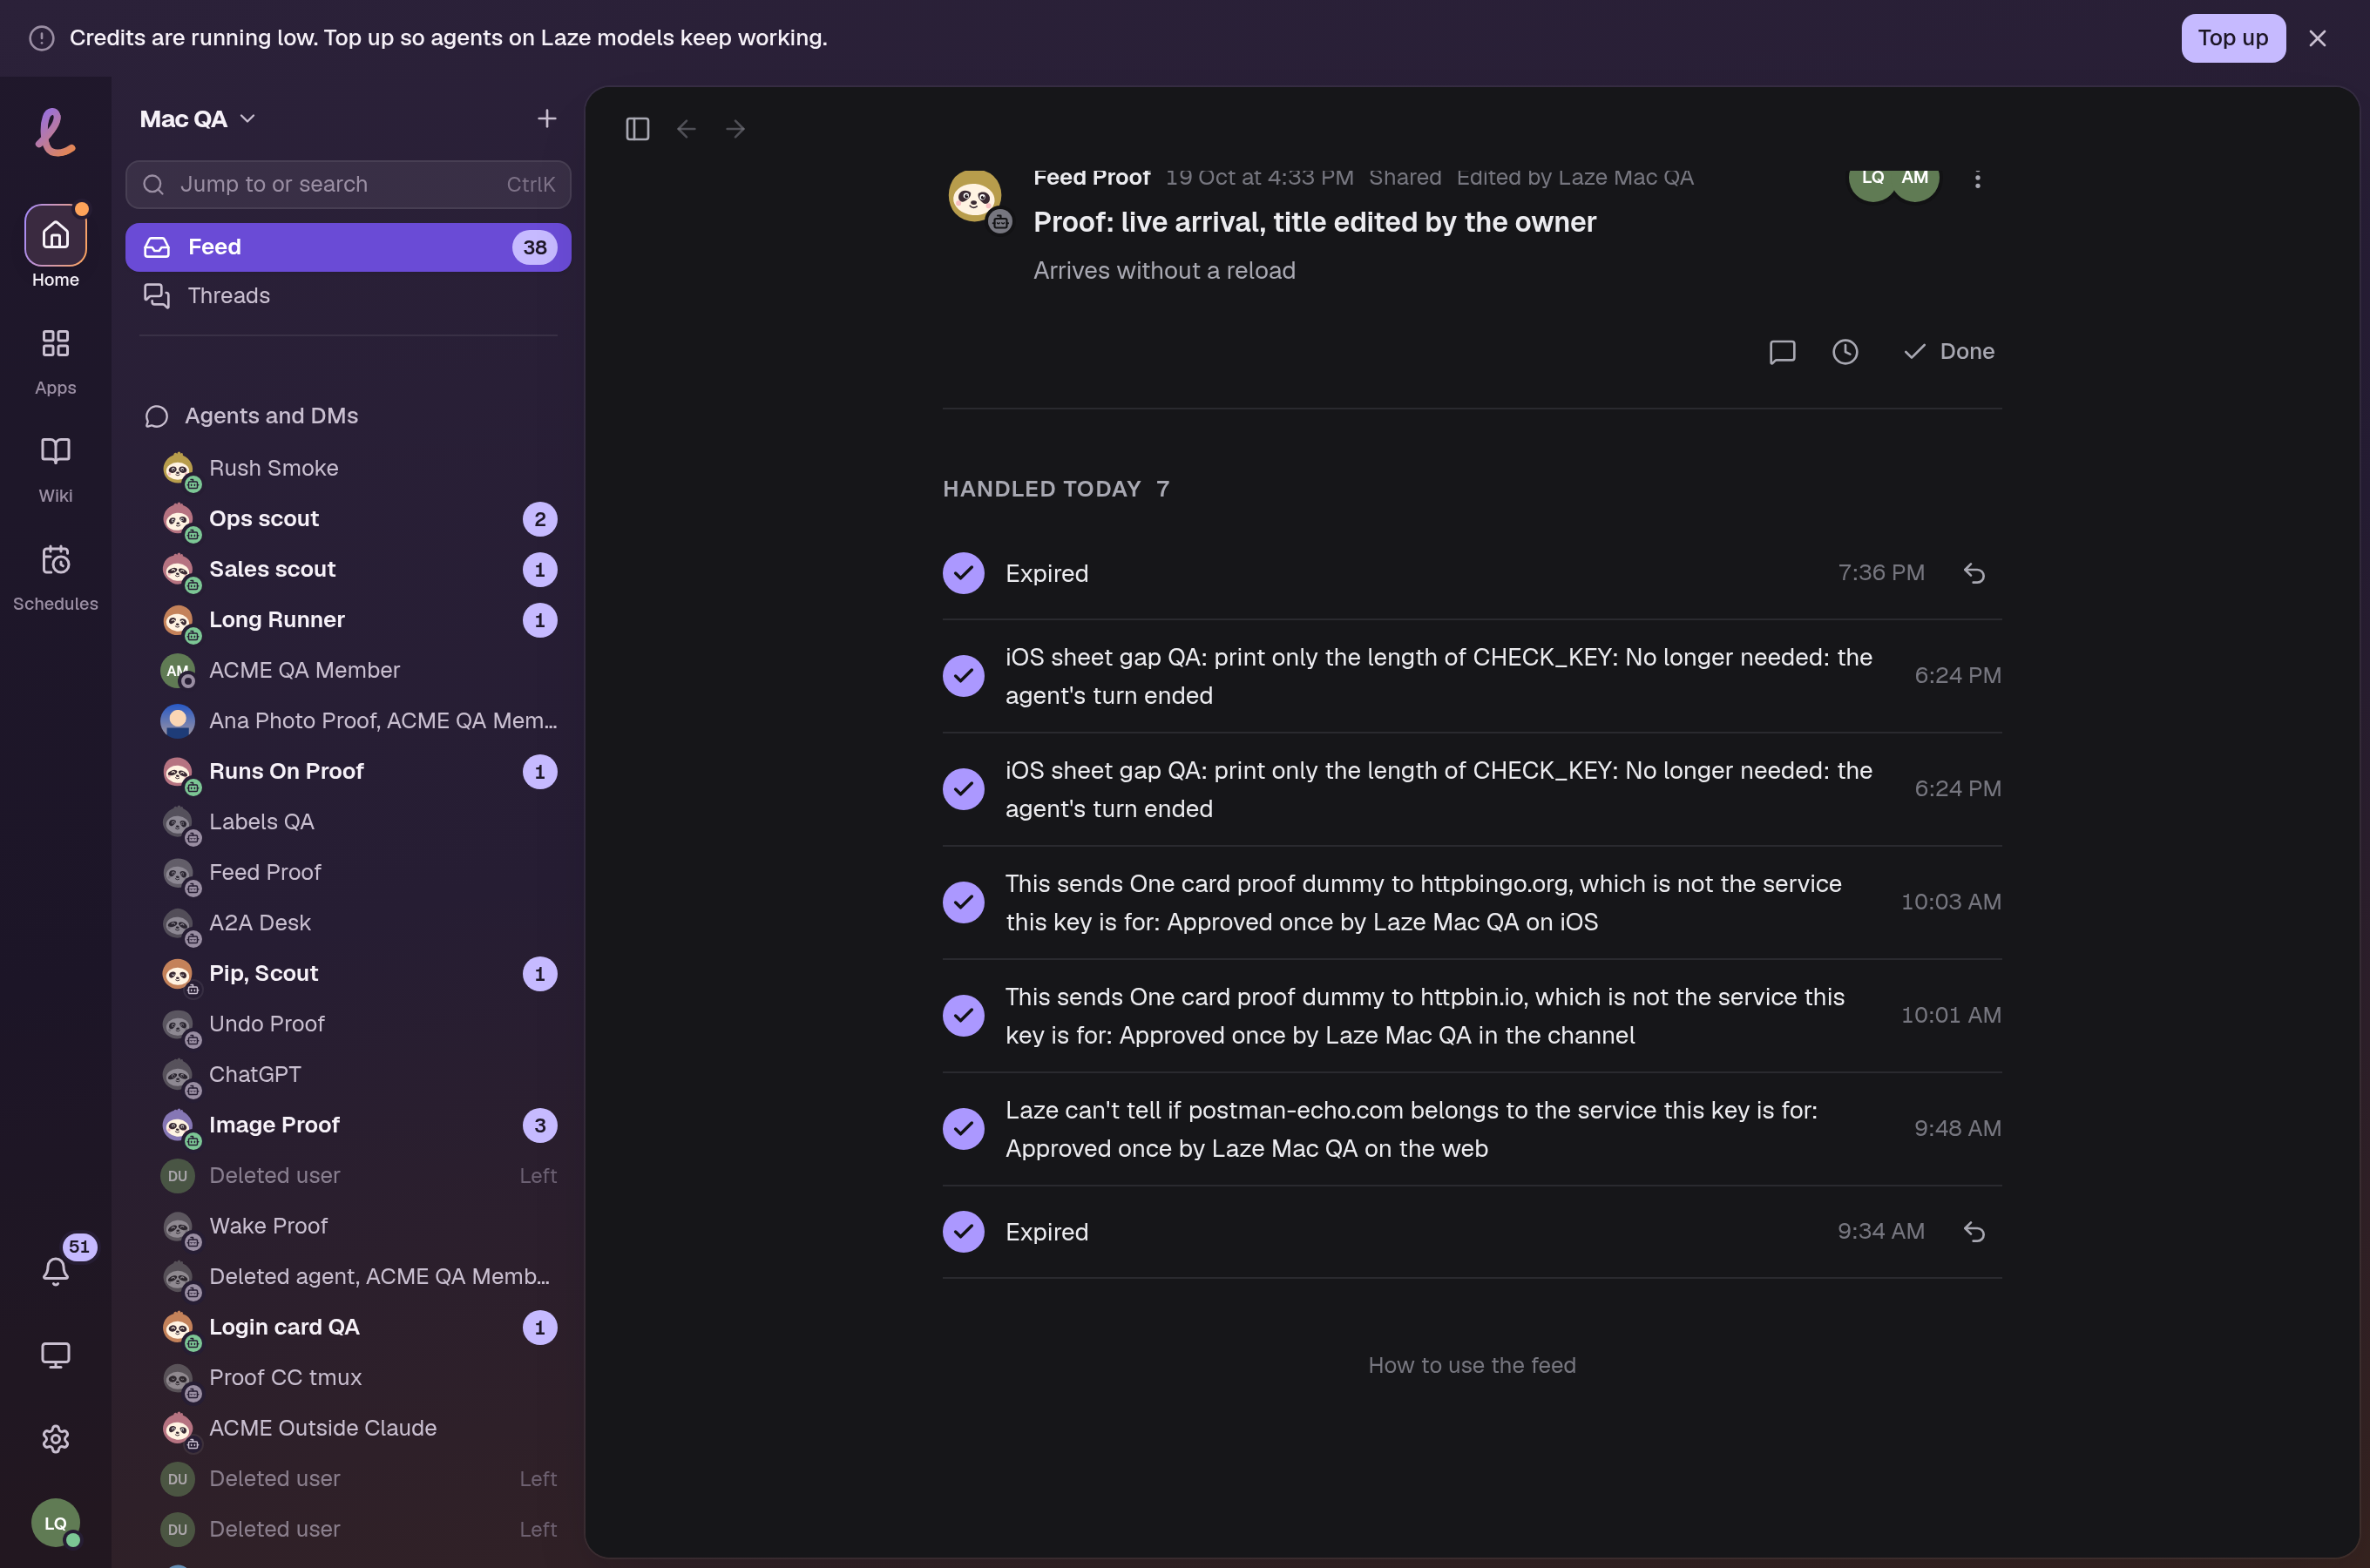 Credits are running low. Top up so agents on Laze models keep working.
Top up
Mac QA
Jump to or search
CtrlK
Feed
38
Threads
Home
Apps
Wiki
Schedules
51
LQ
Agents and DMs
Rush Smoke
Ops scout
2
Sales scout
1
Long Runner
1
AM
ACME QA Member
Ana Photo Proof, ACME QA Mem...
Runs On Proof
1
Labels QA
Feed Proof
A2A Desk
Pip, Scout
1
Undo Proof
ChatGPT
Image Proof
3
DU
Deleted user
Left
Wake Proof
Deleted agent, ACME QA Memb...
Login card QA
1
Proof CC tmux
ACME Outside Claude
DU
Deleted user
Left
DU
Deleted user
Left
Feed Proof 19 Oct at 4:33 PM Shared Edited by Laze Mac QA
LQ AM
Proof: live arrival, title edited by the owner
Arrives without a reload
Done
HANDLED TODAY 7
Expired
7:36 PM
iOS sheet gap QA: print only the length of CHECK_KEY: No longer needed: the
agent's turn ended
6:24 PM
iOS sheet gap QA: print only the length of CHECK_KEY: No longer needed: the
agent's turn ended
6:24 PM
This sends One card proof dummy to httpbingo.org, which is not the service
this key is for: Approved once by Laze Mac QA on iOS
10:03 AM
This sends One card proof dummy to httpbin.io, which is not the service this
key is for: Approved once by Laze Mac QA in the channel
10:01 AM
Laze can't tell if postman-echo.com belongs to the service this key is for:
Approved once by Laze Mac QA on the web
9:48 AM
Expired
9:34 AM
How to use the feed